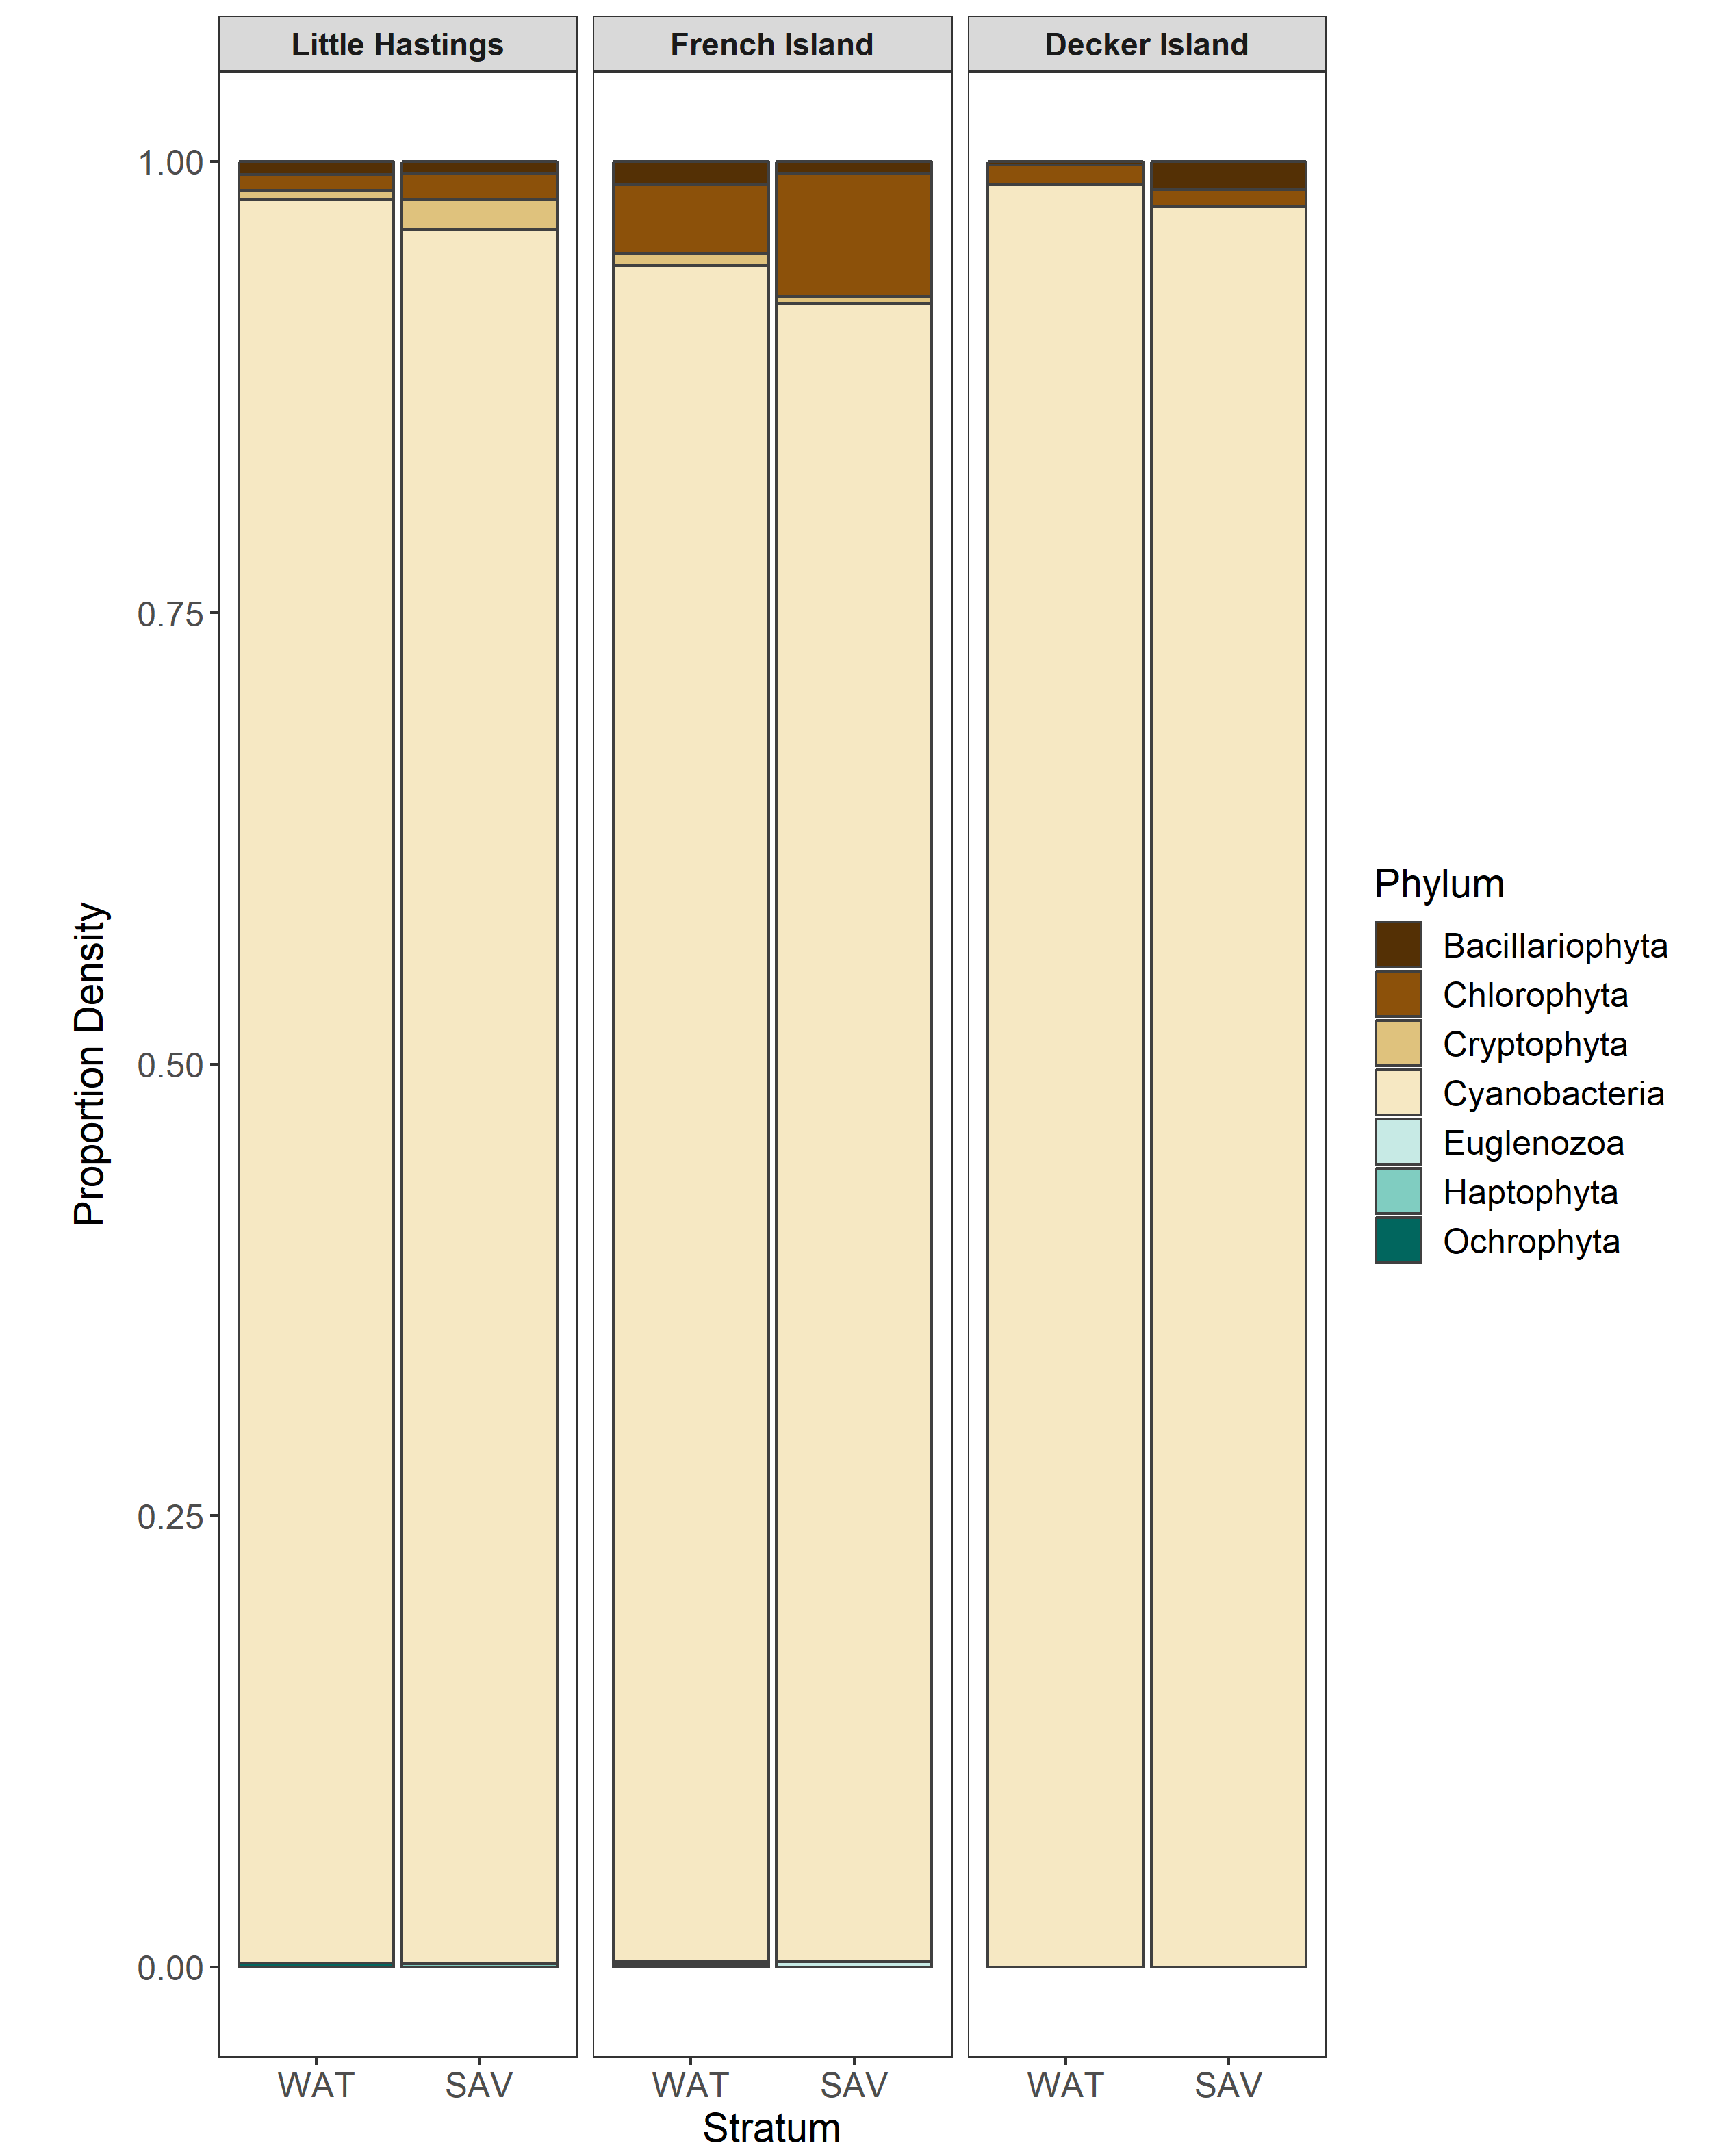 Little Hastings
French Island
Decker Island
Proportion Density
1.00
0.75
0.50
0.25
0.00
WAT SAV WAT SAV WAT SAV
Stratum
Phylum
Bacillariophyta
Chlorophyta
Cryptophyta
Cyanobacteria
Euglenozoa
Haptophyta
Ochrophyta